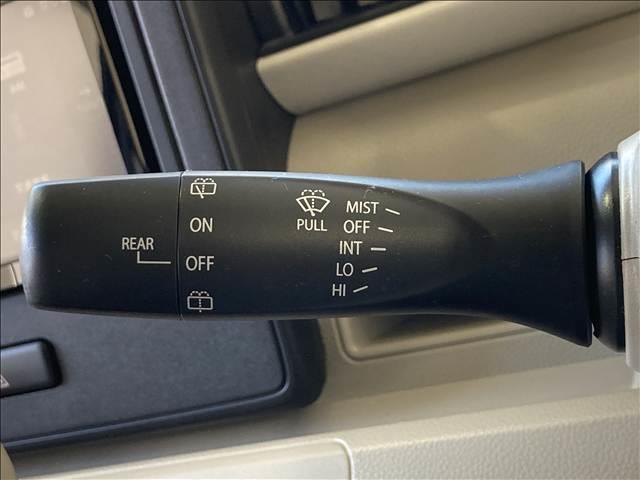 REAR
ON
OFF
PULL
MIST
OFF
INT
LO
HI